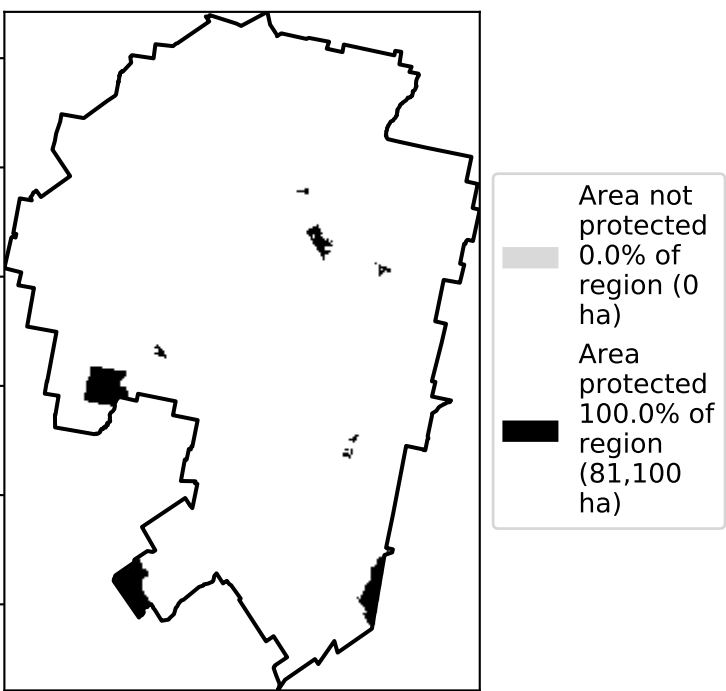 Area not
protected
0.0% of
region (0
ha)
Area
protected
100.0% of
region
(81,100
ha)